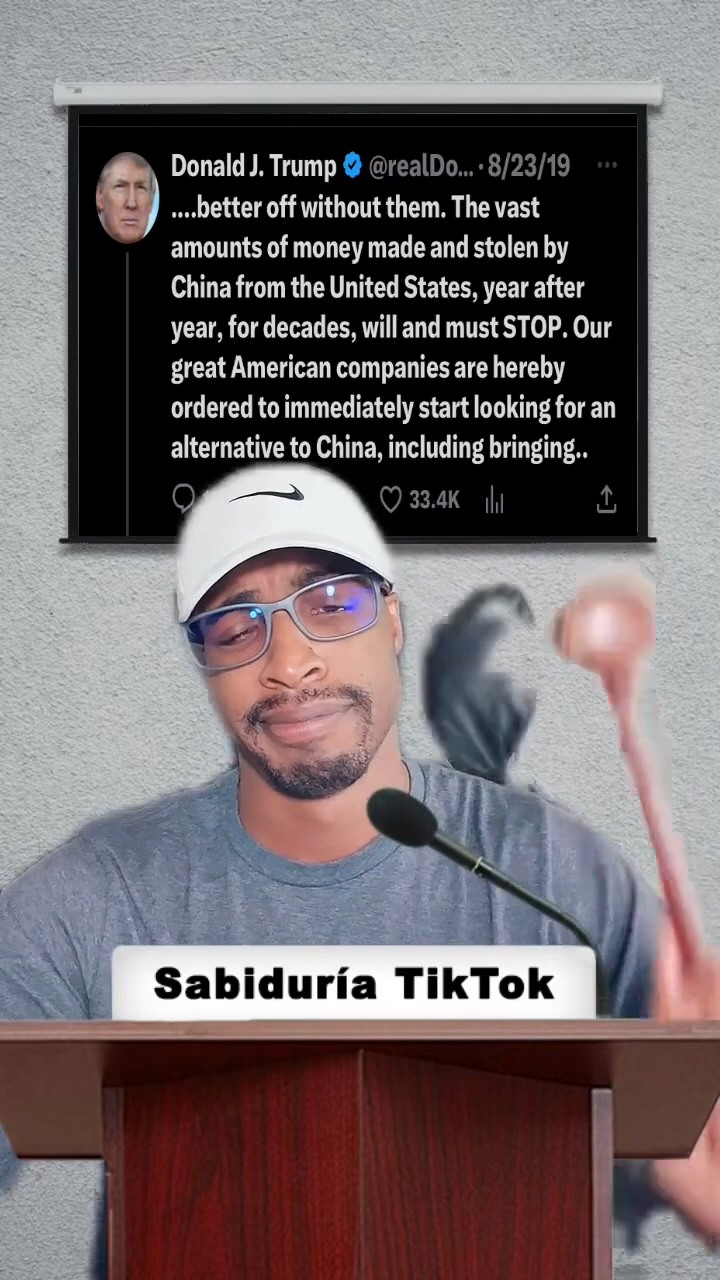 Donald J. Trump @realDo... · 8/23/19
....better off without them. The vast
amounts of money made and stolen by
China from the United States, year after
year, for decades, will and must STOP. Our
great American companies are hereby
ordered to immediately start looking for an
alternative to China, including bringing..
33.4K
Sabiduría TikTok